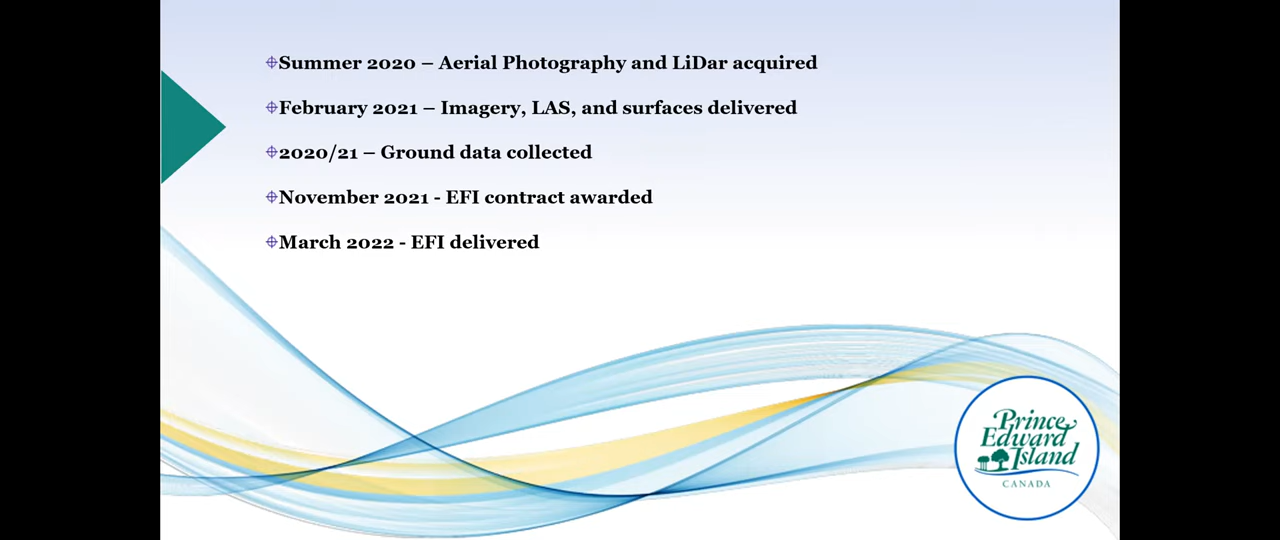 Summer 2020 – Aerial Photography and LiDar acquired
February 2021 – Imagery, LAS, and surfaces delivered
2020/21 – Ground data collected
November 2021 - EFI contract awarded
March 2022 - EFI delivered
Prince
Edward
Island
CANADA